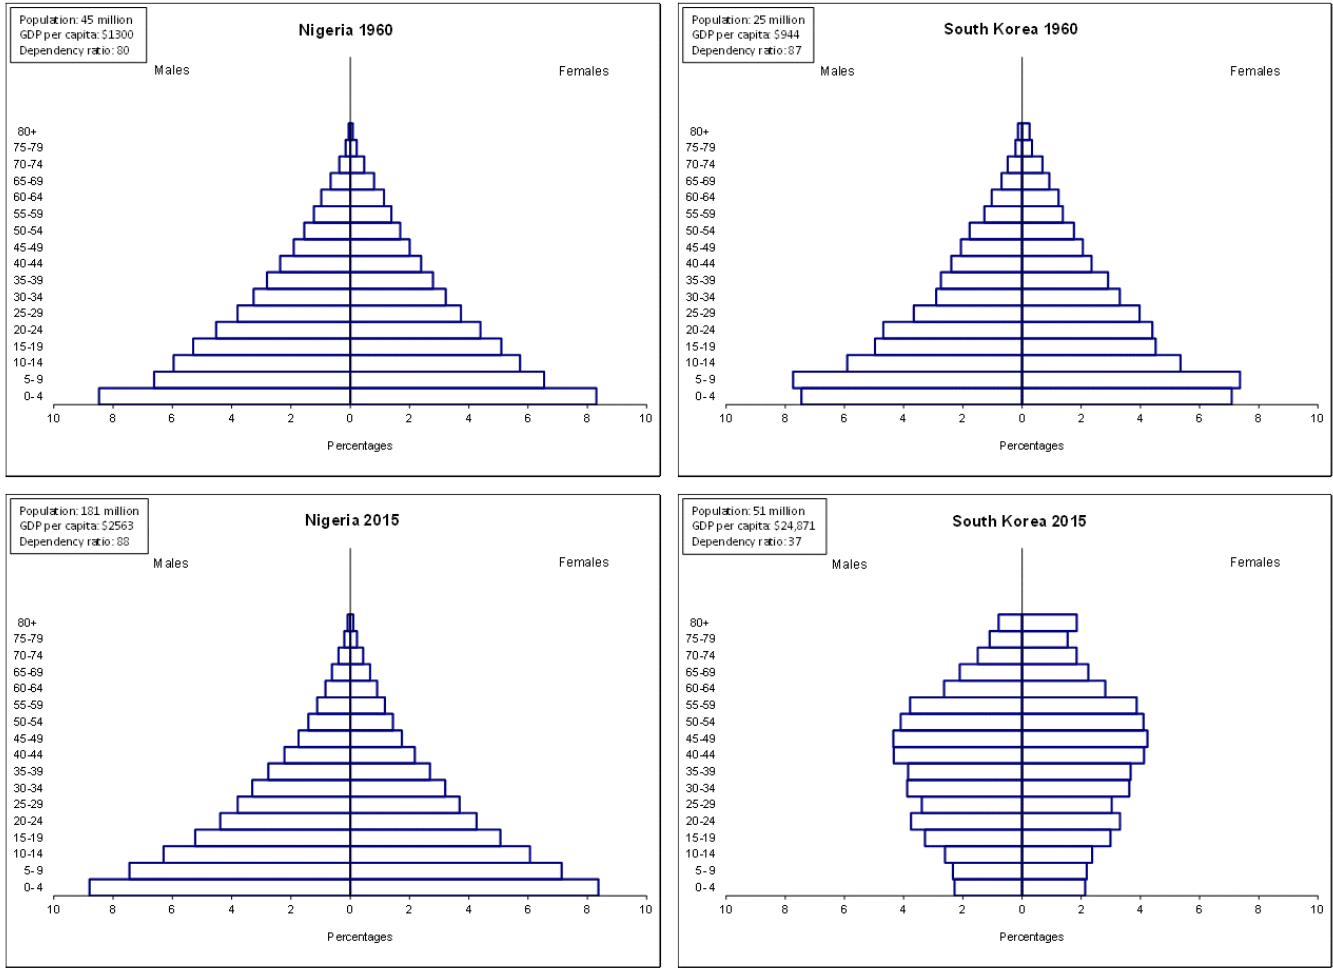 Population: 45 million
GDP per capita: $1300
Dependency ratio: 80
Nigeria 1960
Males
Females
80+
75-79
70-74
65-69
60-64
55-59
50-54
45-49
40-44
35-39
30-34
25-29
20-24
15-19
10-14
5-9
0-4
10 8 6 4 2 0 2 4 6 8 10
Percentages
Population: 25 million
GDP per capita: $944
Dependency ratio: 87
South Korea 1960
Males
Females
80+
75-79
70-74
65-69
60-64
55-59
50-54
45-49
40-44
35-39
30-34
25-29
20-24
15-19
10-14
5-9
0-4
10 8 6 4 2 0 2 4 6 8 10
Percentages
Population: 181 million
GDP per capita: $2563
Dependency ratio: 88
Nigeria 2015
Males
Females
80+
75-79
70-74
65-69
60-64
55-59
50-54
45-49
40-44
35-39
30-34
25-29
20-24
15-19
10-14
5-9
0-4
10 8 6 4 2 0 2 4 6 8 10
Percentages
Population: 51 million
GDP per capita: $24,871
Dependency ratio: 37
South Korea 2015
Males
Females
80+
75-79
70-74
65-69
60-64
55-59
50-54
45-49
40-44
35-39
30-34
25-29
20-24
15-19
10-14
5-9
0-4
10 8 6 4 2 0 2 4 6 8 10
Percentages